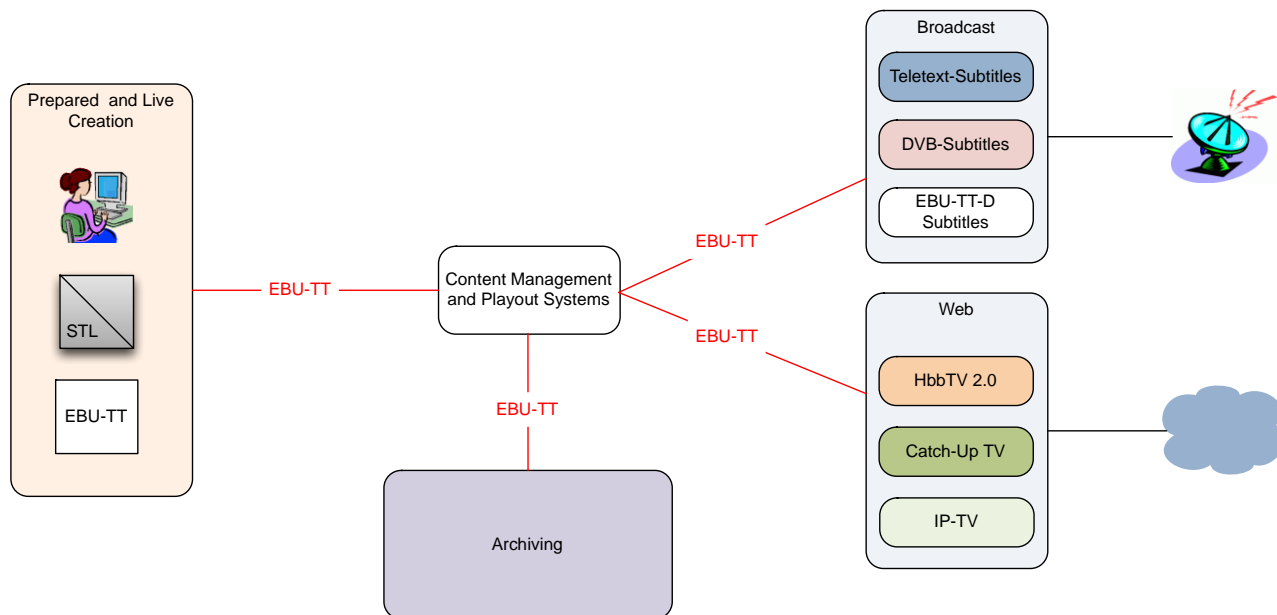 Prepared and Live
Creation
STL
EBU-TT
EBU-TT
Content Management
and Playout Systems
EBU-TT
Archiving
EBU-TT
EBU-TT
Broadcast
Teletext-Subtitles
DVB-Subtitles
EBU-TT-D
Subtitles
Web
HbbTV 2.0
Catch-Up TV
IP-TV